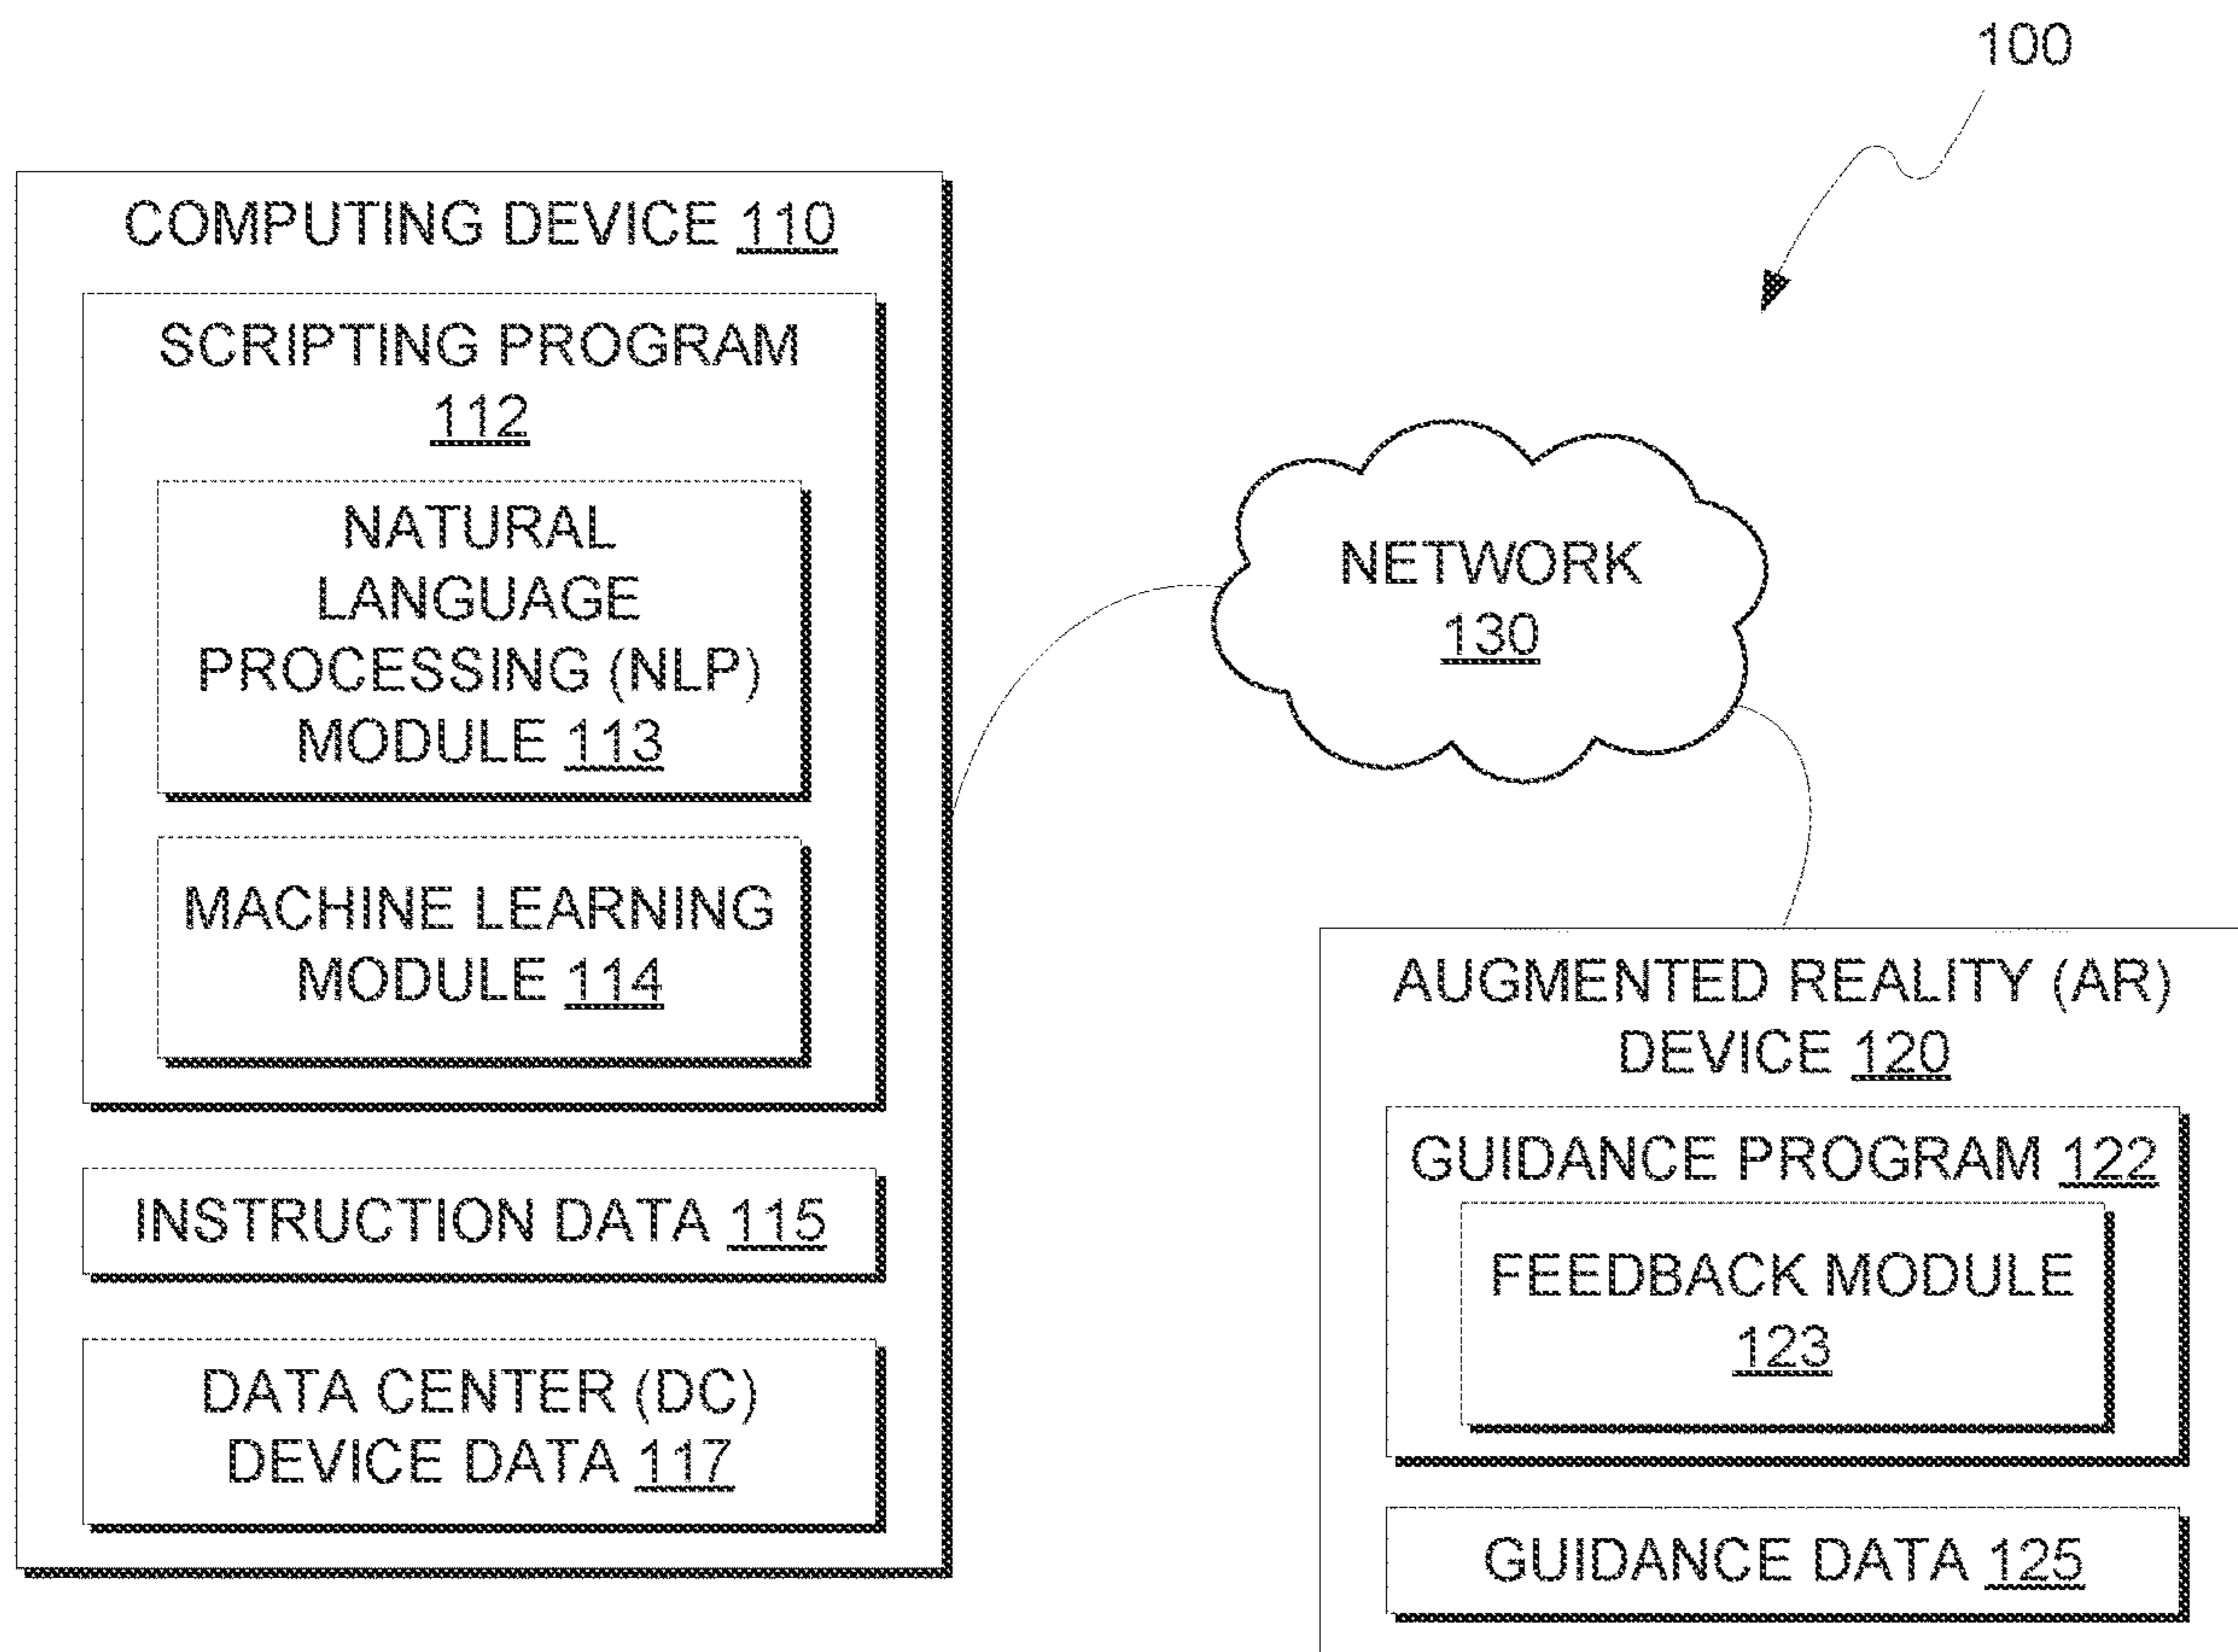 100
COMPUTING DEVICE 110
SCRIPTING PROGRAM
112
NATURAL
LANGUAGE
PROCESSING (NLP)
MODULE 113
MACHINE LEARNING
MODULE 114
INSTRUCTION DATA 115
DATA CENTER (DC)
DEVICE DATA 117
NETWORK
130
AUGMENTED REALITY (AR)
DEVICE 120
GUIDANCE PROGRAM 122
FEEDBACK MODULE
123
GUIDANCE DATA 125